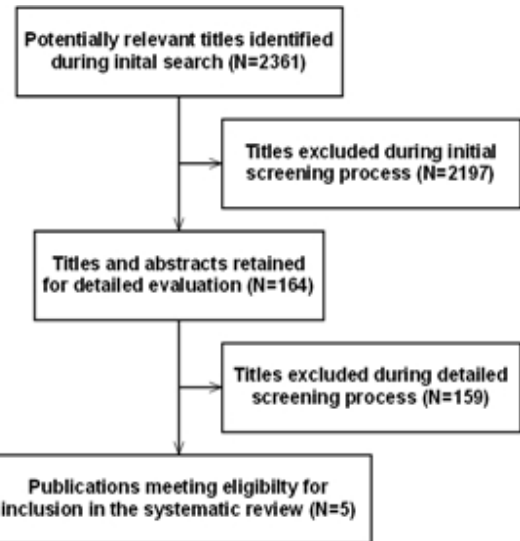 Potentially relevant titles identified
during inital search (N=2361)
Titles excluded during initial
screening process (N=2197)
Titles and abstracts retained
for detailed evaluation (N=164)
Titles excluded during detailed
screening process (N=159)
Publications meeting eligibilty for
inclusion in the systematic review (N=5)